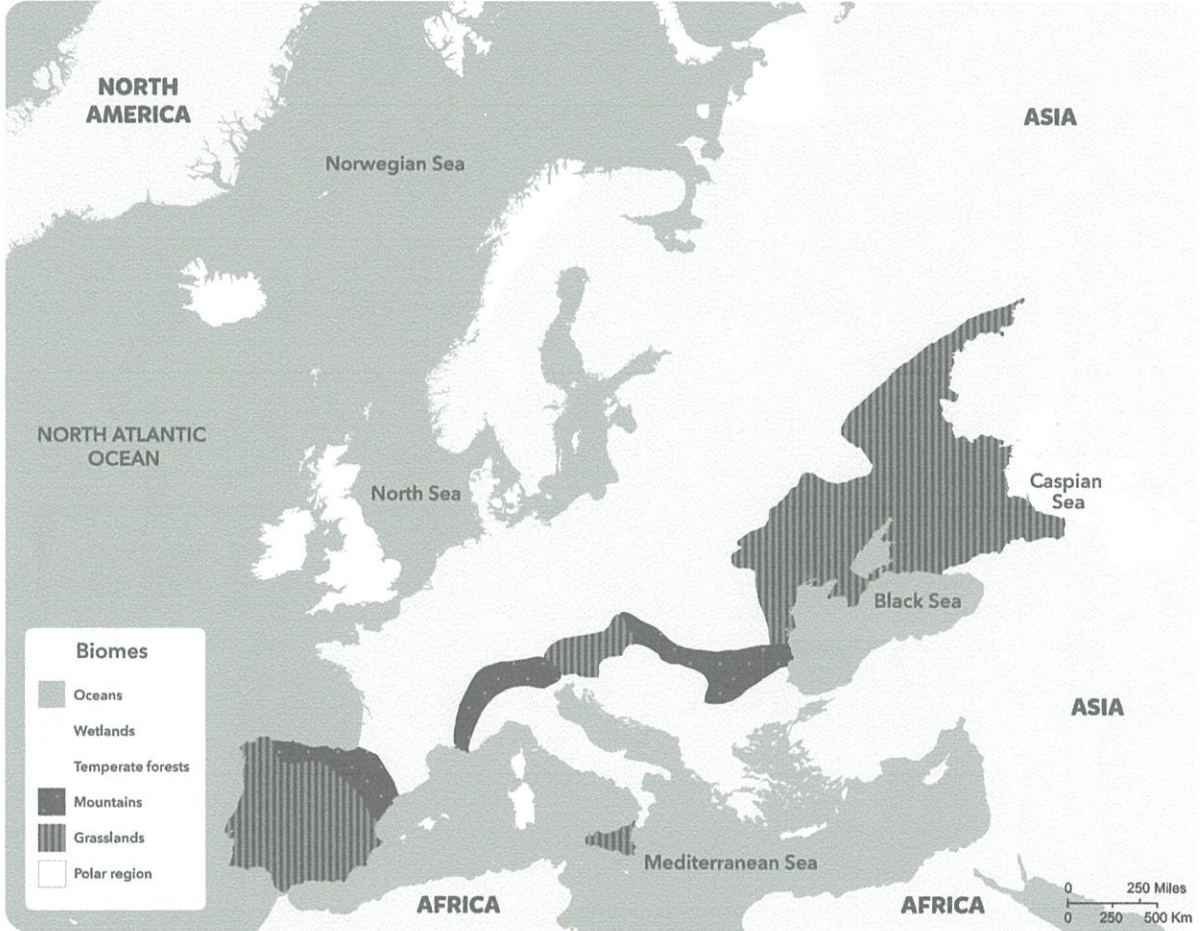 NORTH
AMERICA
ASIA
Norwegian Sea
NORTH ATLANTIC
OCEAN
North Sea
Caspian
Sea
Black Sea
Biomes
Oceans
Wetlands
Temperate forests
Mountains
Grasslands
Polar region
ASIA
Mediterranean Sea
AFRICA
AFRICA
0 250 Miles
0 250 500 Km